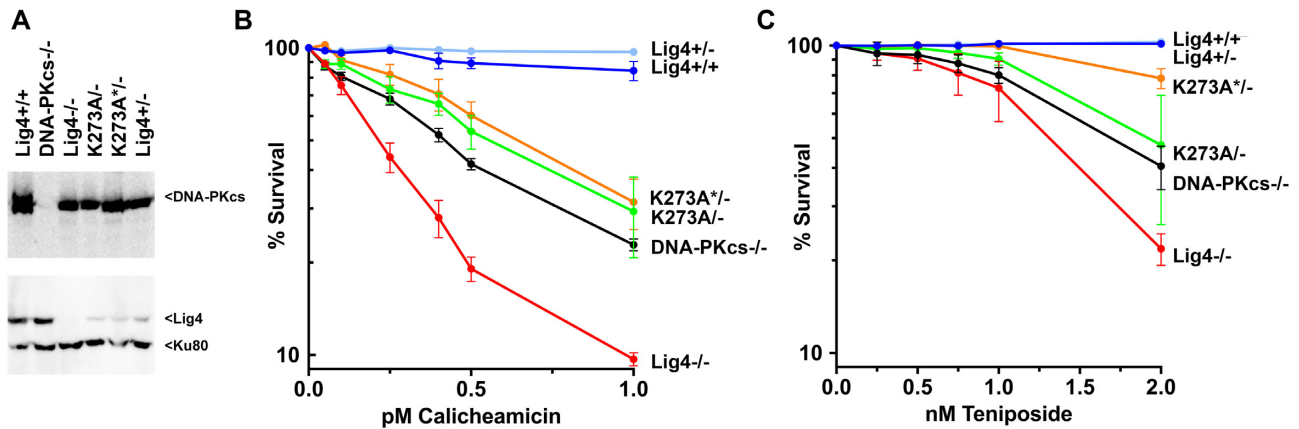 A
Lig4+/+
DNA-PKcs-/-
Lig4-/-
K273A/-
K273A*/-
Lig4+/-
<DNA-PKcs
<Lig4
<Ku80
B
% Survival
100
10
0.0
0.5
1.0
pM Calicheamicin
Lig4+/-
Lig4+/+
K273A*/-
K273A/-
DNA-PKcs-/-
Lig4-/-
C
% Survival
100
10
0.0
0.5
1.0
1.5
2.0
nM Teniposide
Lig4+/+
Lig4+/-
K273A*/-
K273A/-
DNA-PKcs-/-
Lig4-/-